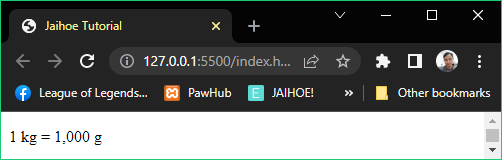 Jaihoe Tutorial
127.0.0.1:5500/index.h...
League of Legends... PawHub JAIHOE! » Other bookmarks
1 kg = 1,000 g